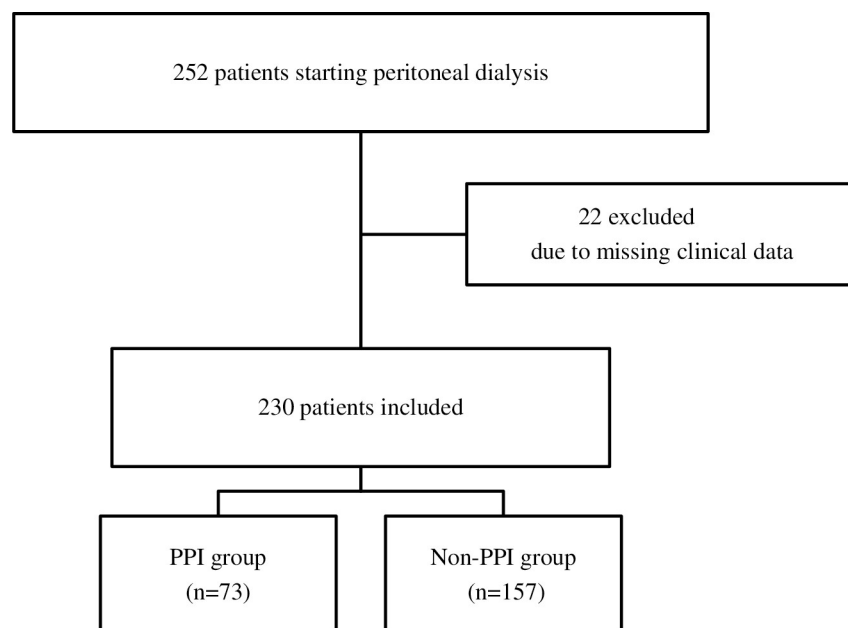 252 patients starting peritoneal dialysis
22 excluded
due to missing clinical data
230 patients included
PPI group
(n=73)
Non-PPI group
(n=157)